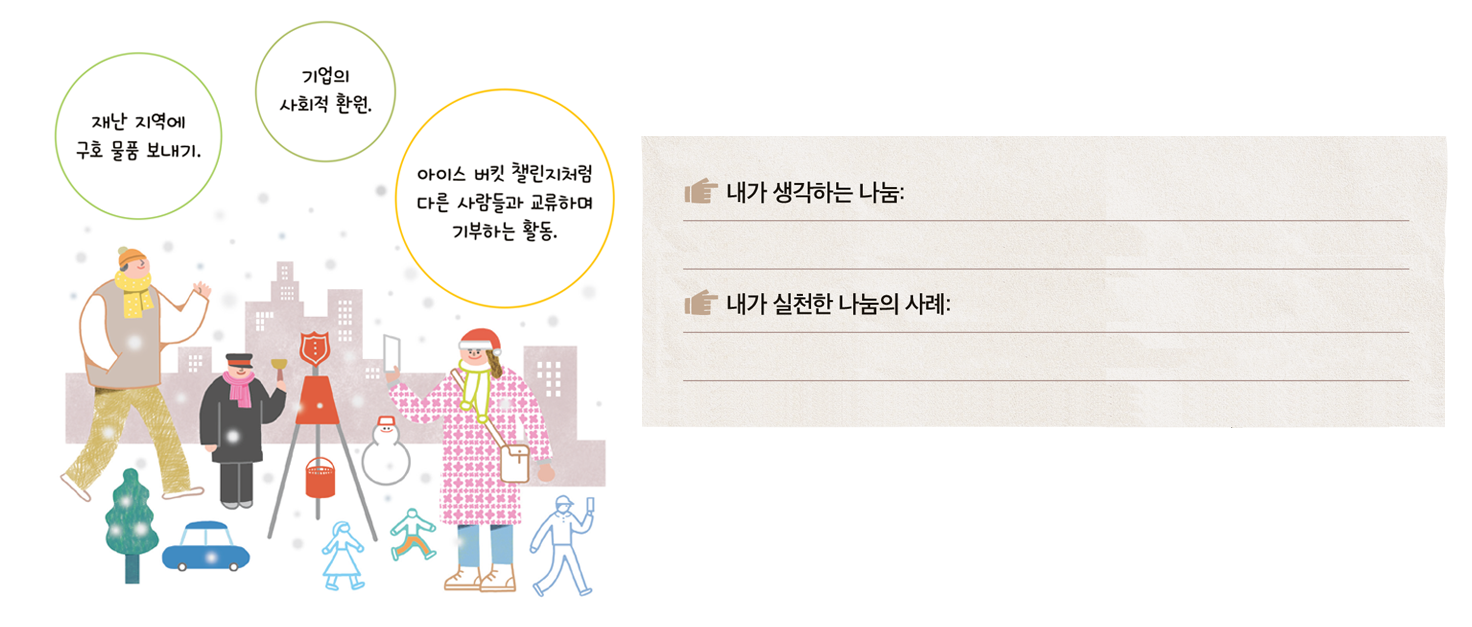 재난 지역에
구호 물품 보내기.
기업의
사회적 환원.
아이스 버킷 챌린지처럼
다른 사람들과 교류하며
기부하는 활동.
내가 생각하는 나눔:
내가 실천한 나눔의 사례: